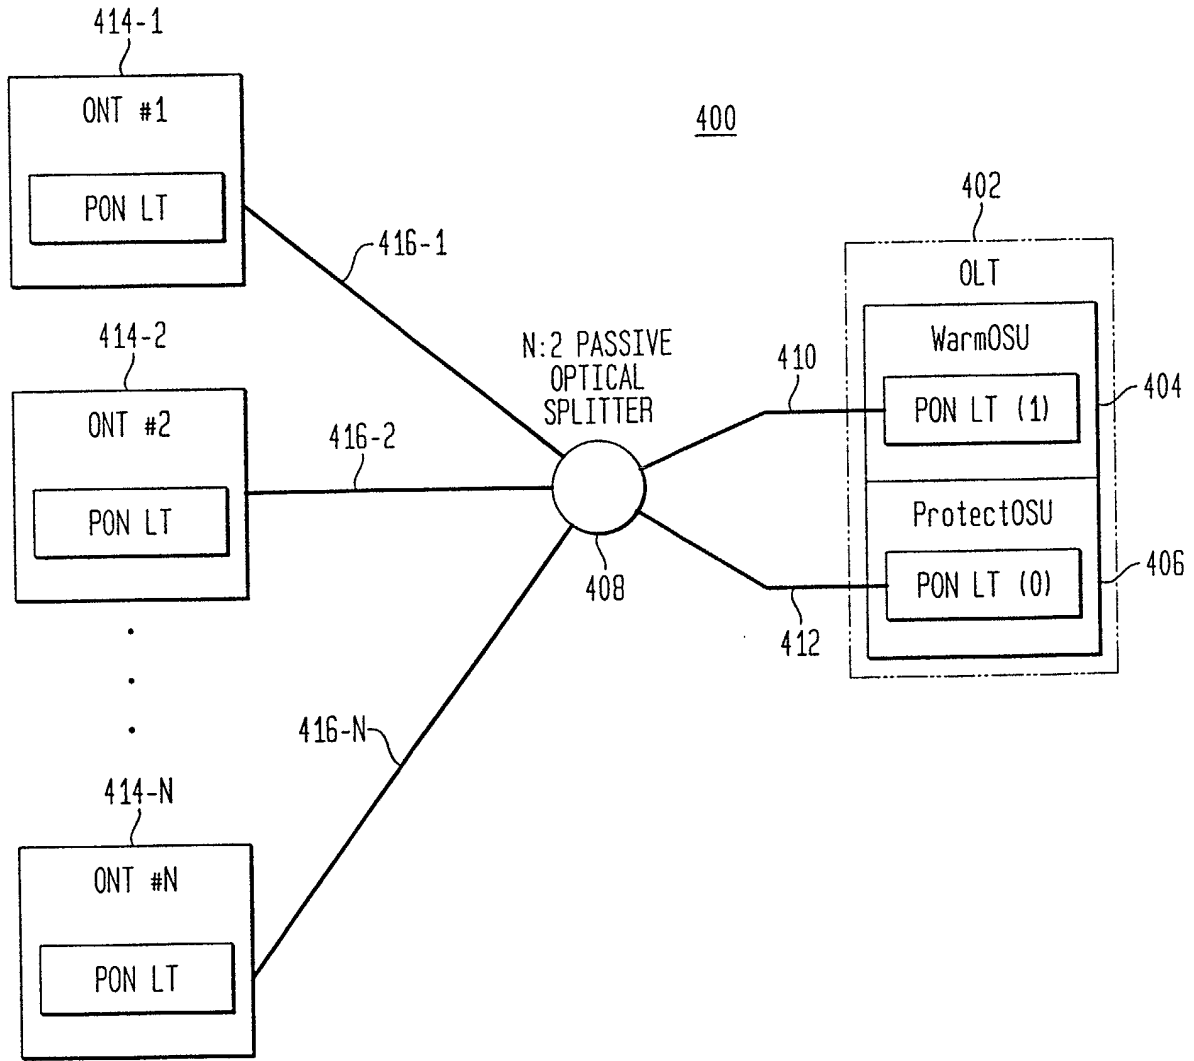 414-1
ONT #1
PON LT
416-1
400
402
OLT
WarmOSU
PON LT (1)
404
410
N:2 PASSIVE
OPTICAL
SPLITTER
408
ProtectOSU
PON LT (0)
406
412
414-2
ONT #2
PON LT
416-2
414-N
ONT #N
PON LT
416-N